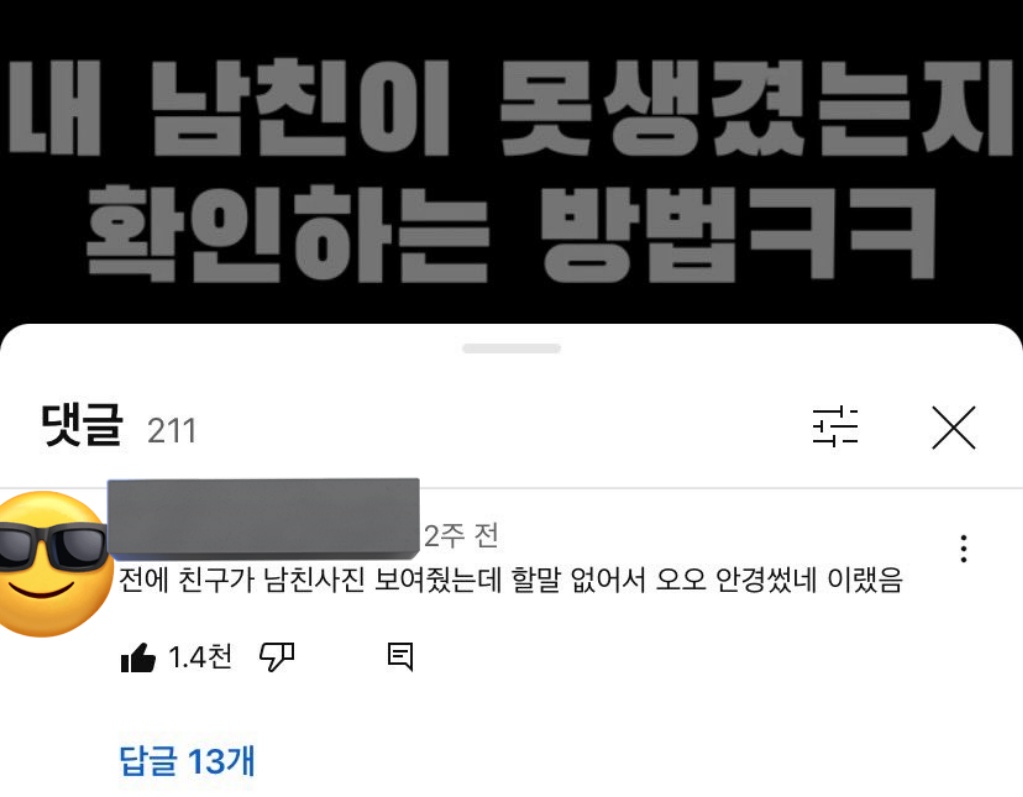 내 남친이 못생겼는지
확인하는 방법ㅋㅋ
댓글 211
2주 전
전에 친구가 남친사진 보여줬는데 할말 없어서 오오 안경썼네 이랬음
1.4천
답글 13개